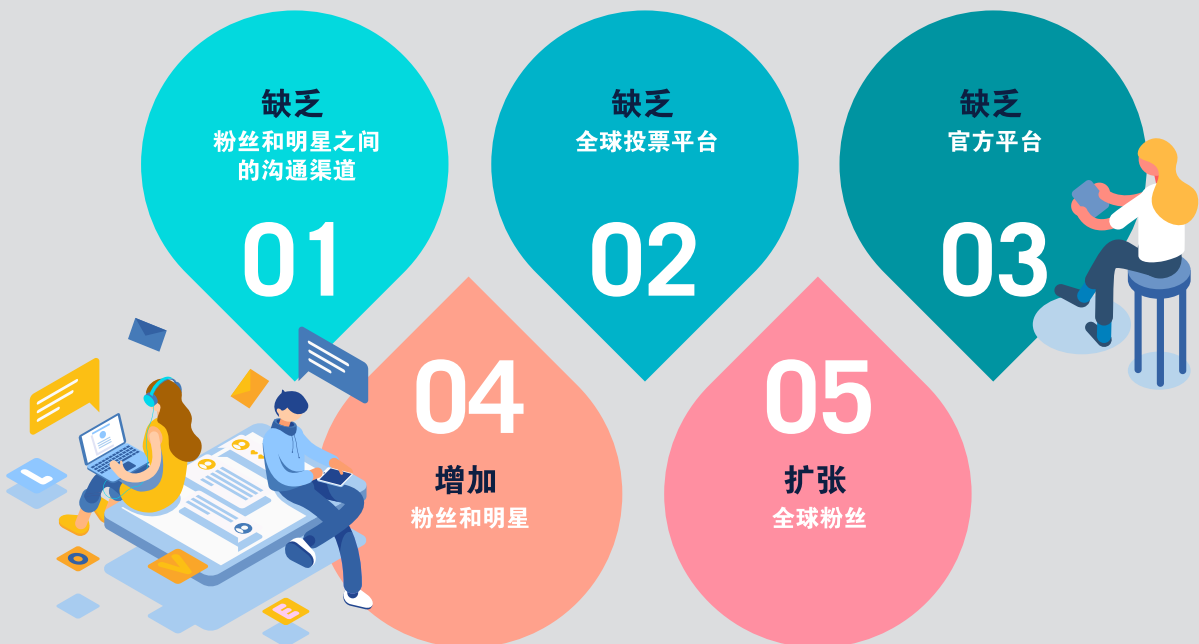 缺乏
粉丝和明星之间
的沟通渠道
01
缺乏
全球投票平台
02
缺乏
官方平台
03
04
增加
粉丝和明星
05
扩张
全球粉丝
L
O
V
E